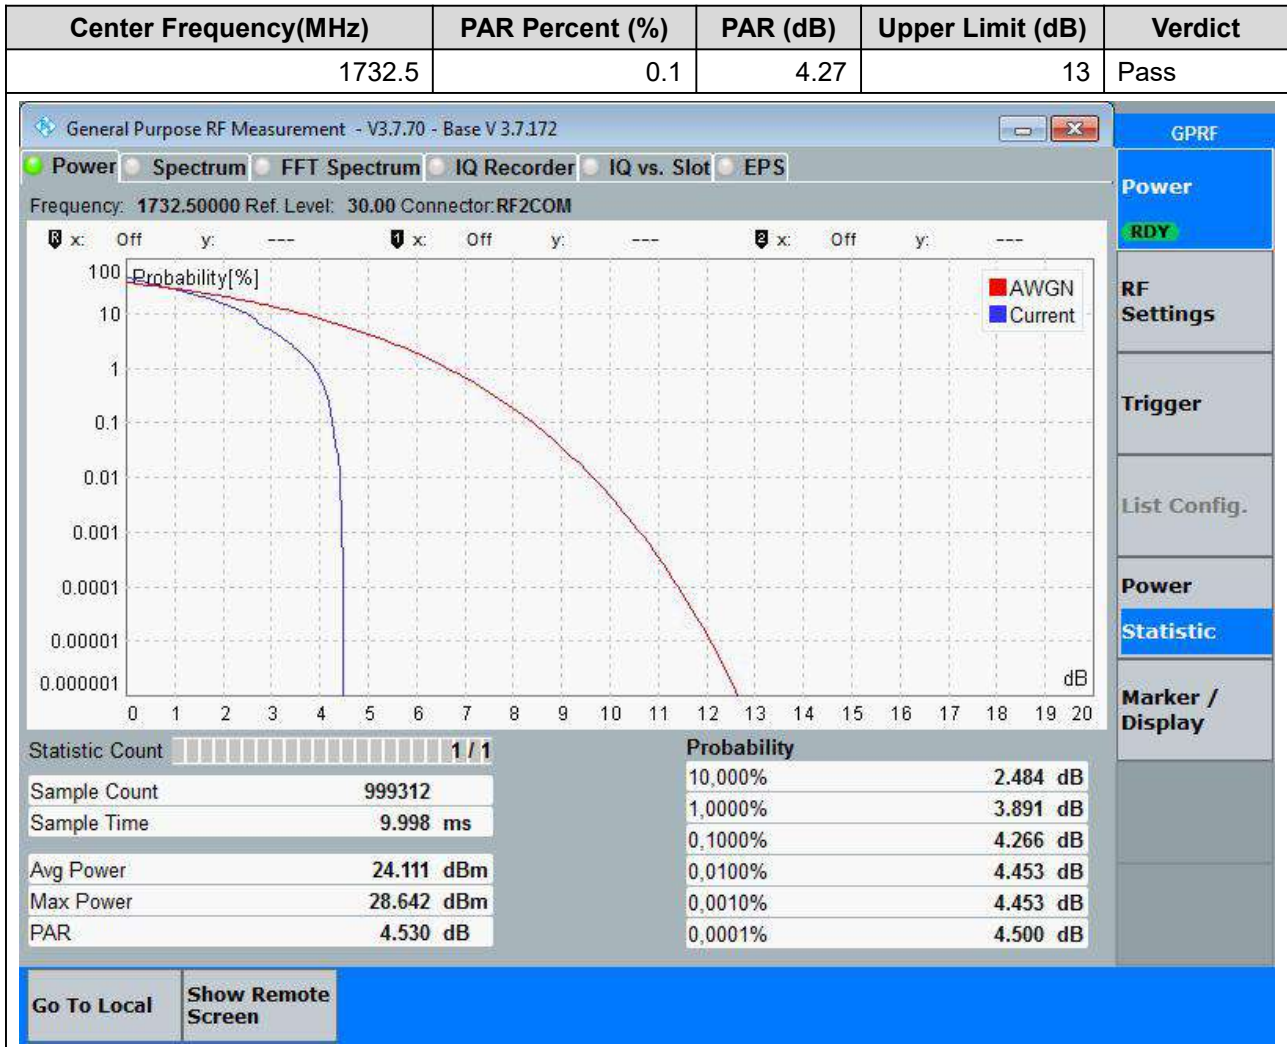 Center Frequency(MHz) PAR Percent (%) PAR (dB) Upper Limit (dB) Verdict
1732.5 0.1 4.27 13 Pass
General Purpose RF Measurement - V3.7.70 - Base V 3.7.172
GPRF
Power Spectrum FFT Spectrum IQ Recorder IQ vs. Slot EPS
Power
RDY
Frequency: 1732.50000 Ref. Level: 30.00 Connector:RF2COM
R x: Off y: --- 1 x: Off y: --- 2 x: Off y: ---
100 Probability[%]
10
1
0.1
0.01
0.001
0.0001
0.00001
0.000001
AWGN
Current
dB
0 1 2 3 4 5 6 7 8 9 10 11 12 13 14 15 16 17 18 19 20
RF
Settings
Trigger
List Config.
Power
Statistic
Marker /
Display
Statistic Count 1 / 1
Sample Count 999312
Sample Time 9.998 ms
Avg Power 24.111 dBm
Max Power 28.642 dBm
PAR 4.530 dB
Probability
10,000% 2.484 dB
1,0000% 3.891 dB
0,1000% 4.266 dB
0,0100% 4.453 dB
0,0010% 4.453 dB
0,0001% 4.500 dB
Go To Local
Show Remote
Screen